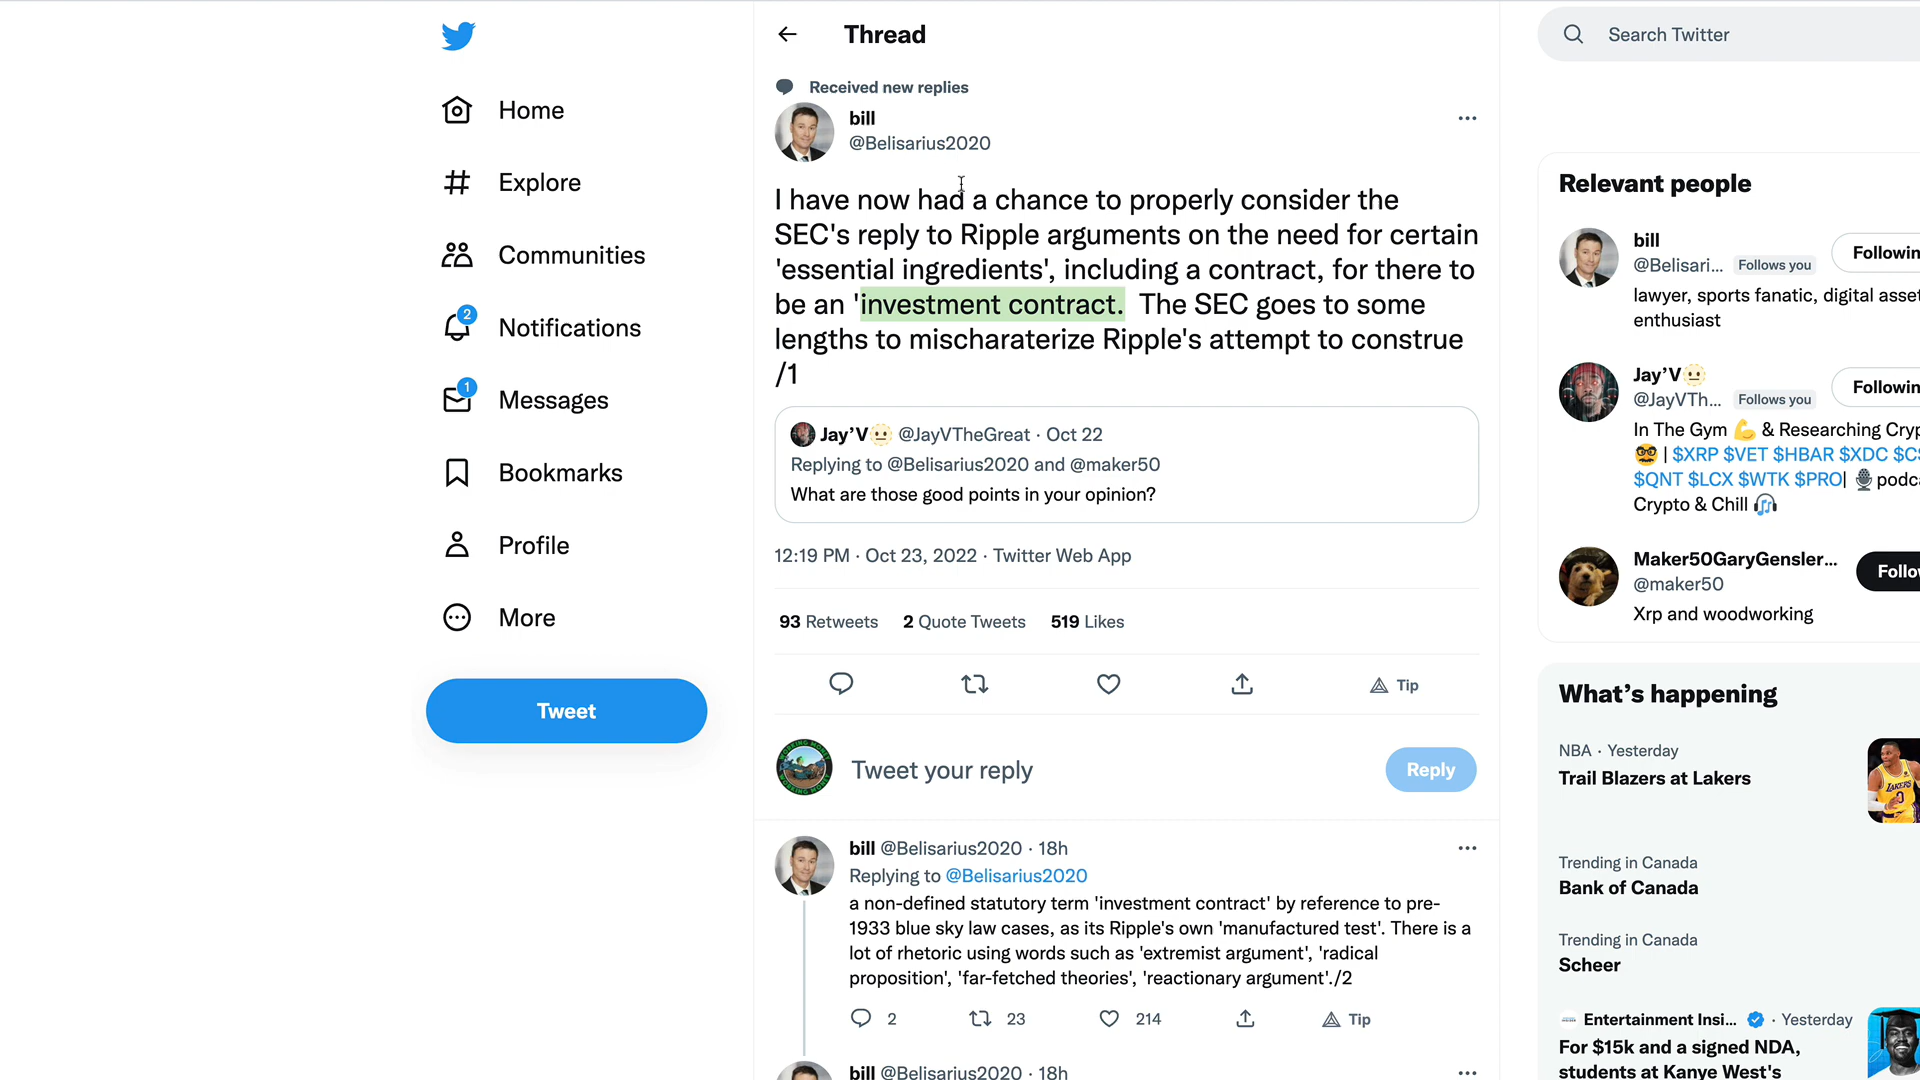 Thread
Search Twitter
Received new replies
bill
@Belisarius2020
I have now had a chance to properly consider the
SEC's reply to Ripple arguments on the need for certain
'essential ingredients', including a contract, for there to
be an 'investment contract.  The SEC goes to some
lengths to mischaraterize Ripple's attempt to construe
/1
Jay'V @JayVTheGreat · Oct 22
Replying to @Belisarius2020 and @maker50
What are those good points in your opinion?
12:19 PM · Oct 23, 2022 · Twitter Web App
93 Retweets 2 Quote Tweets 519 Likes
Tip
Tweet your reply
Reply
bill @Belisarius2020 · 18h
Replying to @Belisarius2020
a non-defined statutory term 'investment contract' by reference to pre-
1933 blue sky law cases, as its Ripple's own 'manufactured test'. There is a
lot of rhetoric using words such as 'extremist argument', 'radical
proposition', 'far-fetched theories', 'reactionary argument'./2
2 23 214 Tip
bill @Belisarius2020 · 18h
Home
Explore
Communities
2
Notifications
1
Messages
Bookmarks
Profile
More
Tweet
Relevant people
bill
@Belisari... Follows you
Followin
lawyer, sports fanatic, digital asset
enthusiast
Jay'V
@JayVTh... Follows you
Followin
In The Gym & Researching Cryp
| $XRP $VET $HBAR $XDC $CS
$QNT $LCX $WTK $PRO| podca
Crypto & Chill
Maker50GaryGensler...
@maker50
Follo
Xrp and woodworking
What's happening
NBA · Yesterday
Trail Blazers at Lakers
Trending in Canada
Bank of Canada
Trending in Canada
Scheer
Entertainment Insi... · Yesterday
For $15k and a signed NDA,
students at Kanye West's